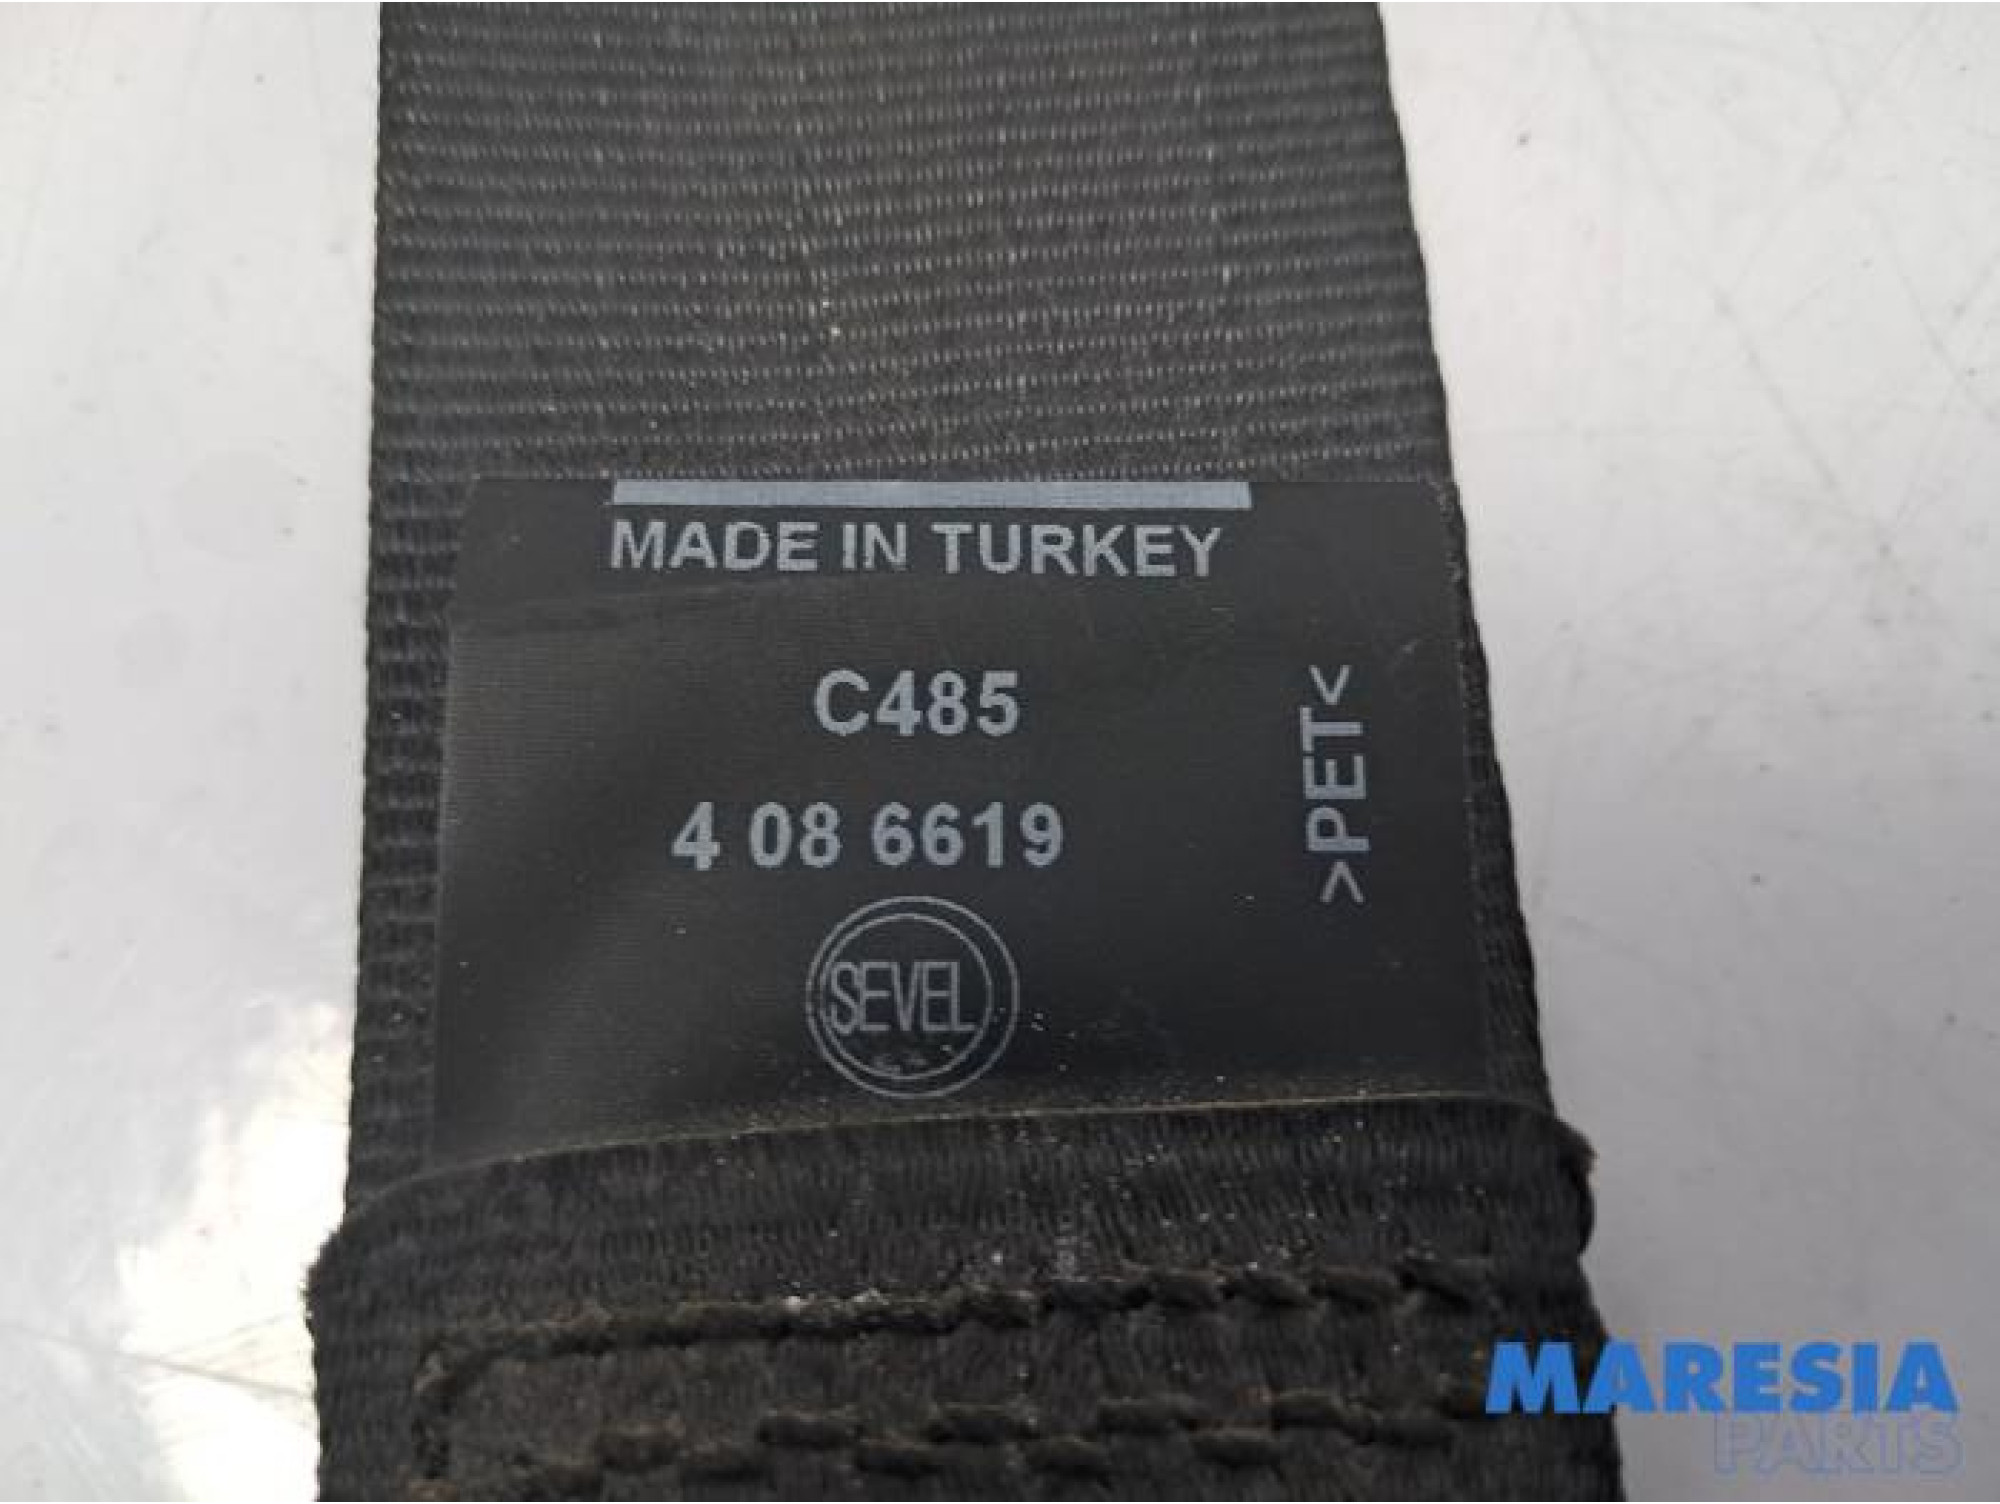 MADE IN TURKEY
C485
4 08 6619
>PET<
SEVEL
MARESIA
PARTS